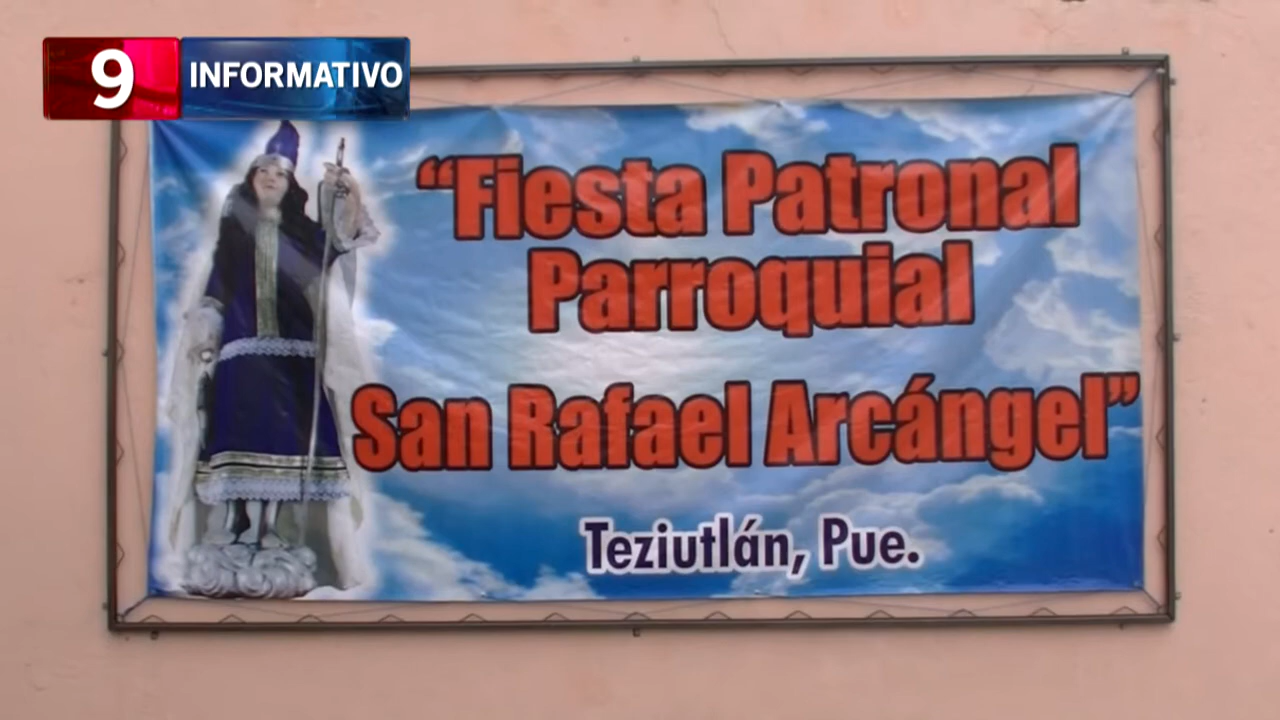 9 INFORMATIVO
“Fiesta Patronal
Parroquial
San Rafael Arcángel”
Teziutlán, Pue.